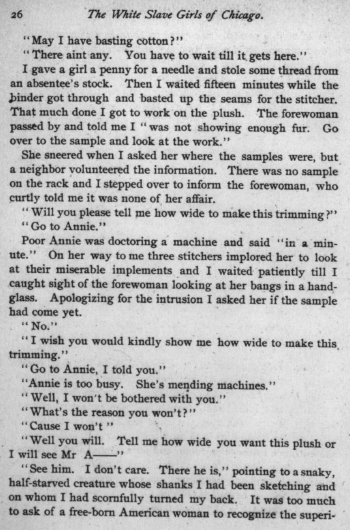 26 The White Slave Girls of Chicago.
"May I have basting cotton?"
"There aint any. You have to wait till it gets here."
I gave a girl a penny for a needle and stole some thread from
an absentee's stock. Then I waited fifteen minutes while the
binder got through and basted up the seams for the stitcher.
That much done I got to work on the plush. The forewoman
passed by and told me I "was not showing enough fur. Go
over to the sample and look at the work."
She sneered when I asked her where the samples were, but
a neighbor volunteered the information. There was no sample
on the rack and I stepped over to inform the forewoman, who
curtly told me it was none of her affair.
"Will you please tell me how wide to make this trimming?"
"Go to Annie."
Poor Annie was doctoring a machine and said "in a min-
ute." On her way to me three stitchers implored her to look
at their miserable implements and I waited patiently till I
caught sight of the forewoman looking at her bangs in a hand-
glass. Apologizing for the intrusion I asked her if the sample
had come yet.
"No."
"I wish you would kindly show me how wide to make this
trimming."
"Go to Annie, I told you."
"Annie is too busy. She's mending machines."
"Well, I won't be bothered with you."
"What's the reason you won't?"
"Cause I won't"
"Well you will. Tell me how wide you want this plush or
I will see Mr A——"
"See him. I don't care. There he is," pointing to a snaky,
half-starved creature whose shanks I had been sketching and
on whom I had scornfully turned my back. It was too much
to ask of a free-born American woman to recognize the superi-